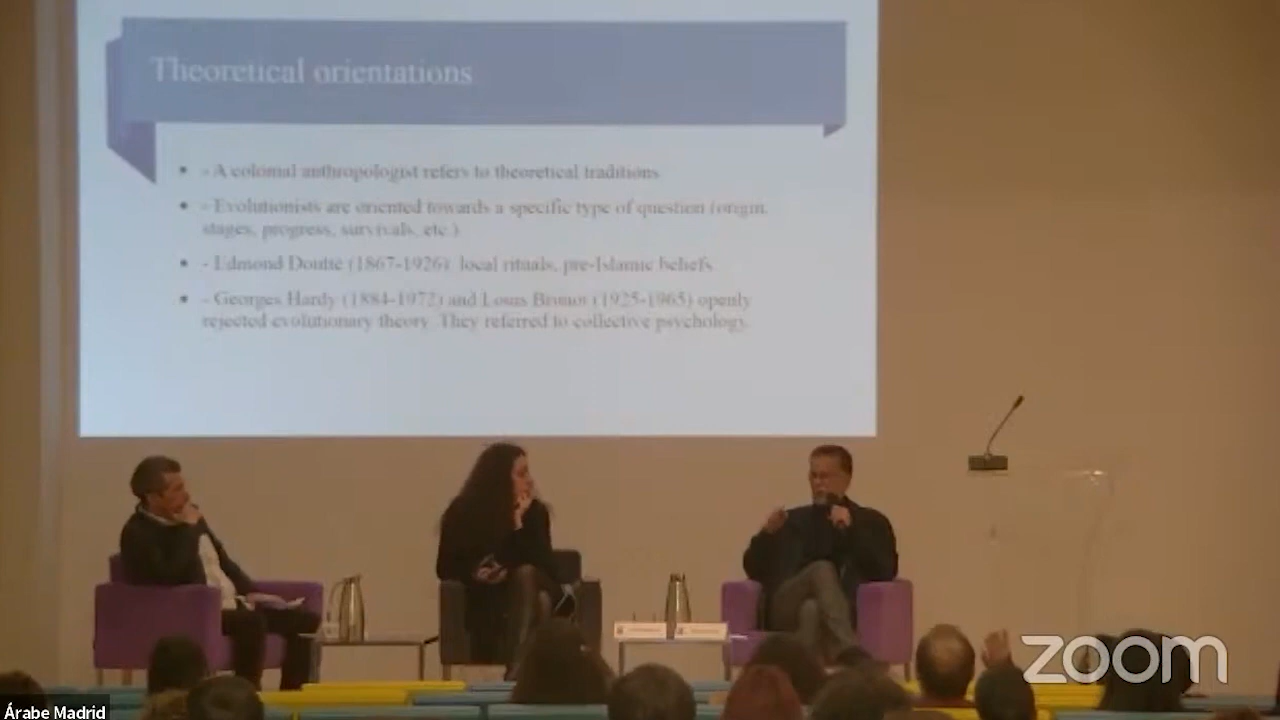 Theoretical orientations
- A colonial anthropologist refers to theoretical traditions
- Evolutionists are oriented towards a specific type of question (origin,
stages, progress, survivals, etc.)
- Edmond Doutté (1867-1926): local rituals, pre-Islamic beliefs
- Georges Hardy (1884-1972) and Louis Brunot (1925-1965) openly
rejected evolutionary theory. They referred to collective psychology.
zoom
Árabe Madrid